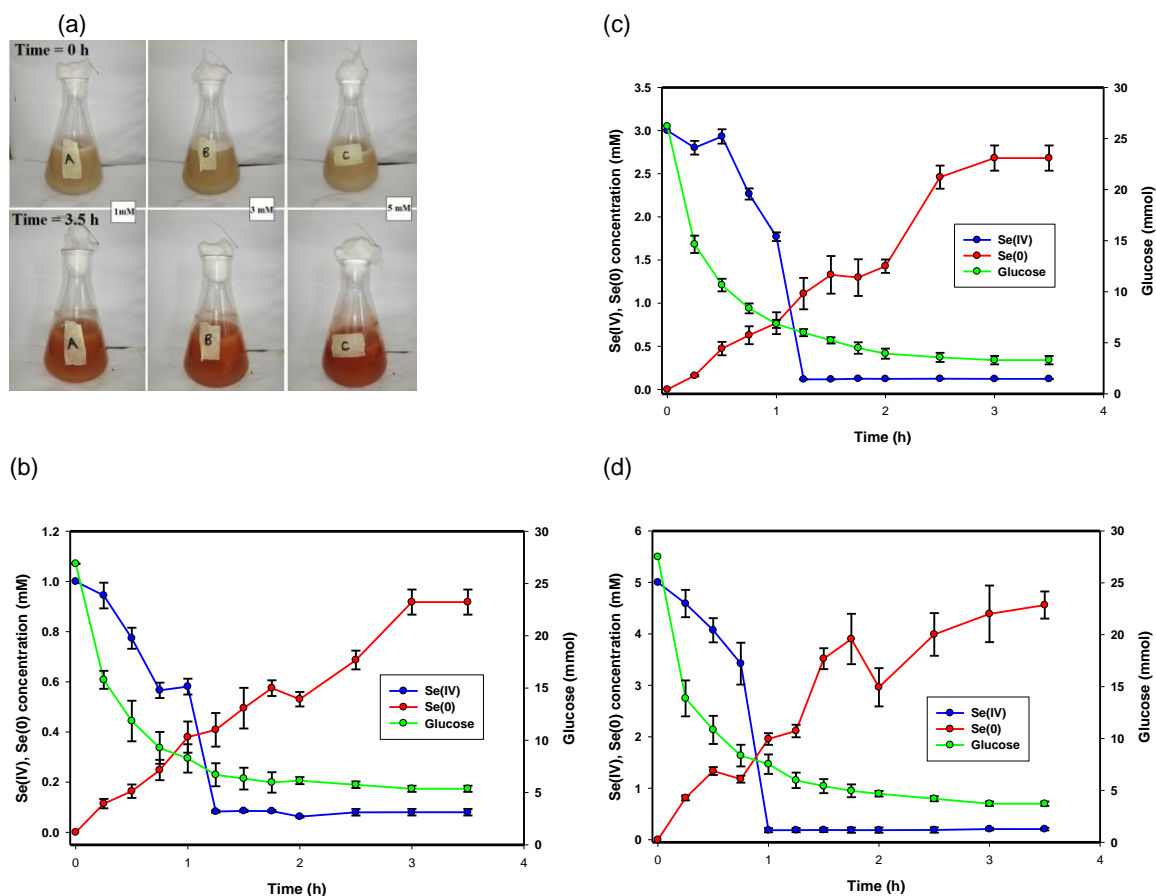 (a)
Time = 0 h
A
B
C
Time = 3.5 h
1mM
3 mM
5 mM
A
B
C
(c)
3.5
3.0
2.5
2.0
1.5
1.0
0.5
0.0
Se(IV), Se(0) concentration (mM)
30
25
20
15
10
5
0
Glucose (mmol)
Se(IV)
Se(0)
Glucose
0 1 2 3 4
Time (h)
(b)
1.2
1.0
0.8
0.6
0.4
0.2
0.0
Se(IV), Se(0) concentration (mM)
30
25
20
15
10
5
0
Glucose (mmol)
Se(IV)
Se(0)
Glucose
0 1 2 3 4
Time (h)
(d)
6
5
4
3
2
1
0
Se(IV), Se(0) concentration (mM)
30
25
20
15
10
5
0
Glucose (mmol)
Se(IV)
Se(0)
Glucose
0 1 2 3 4
Time (h)